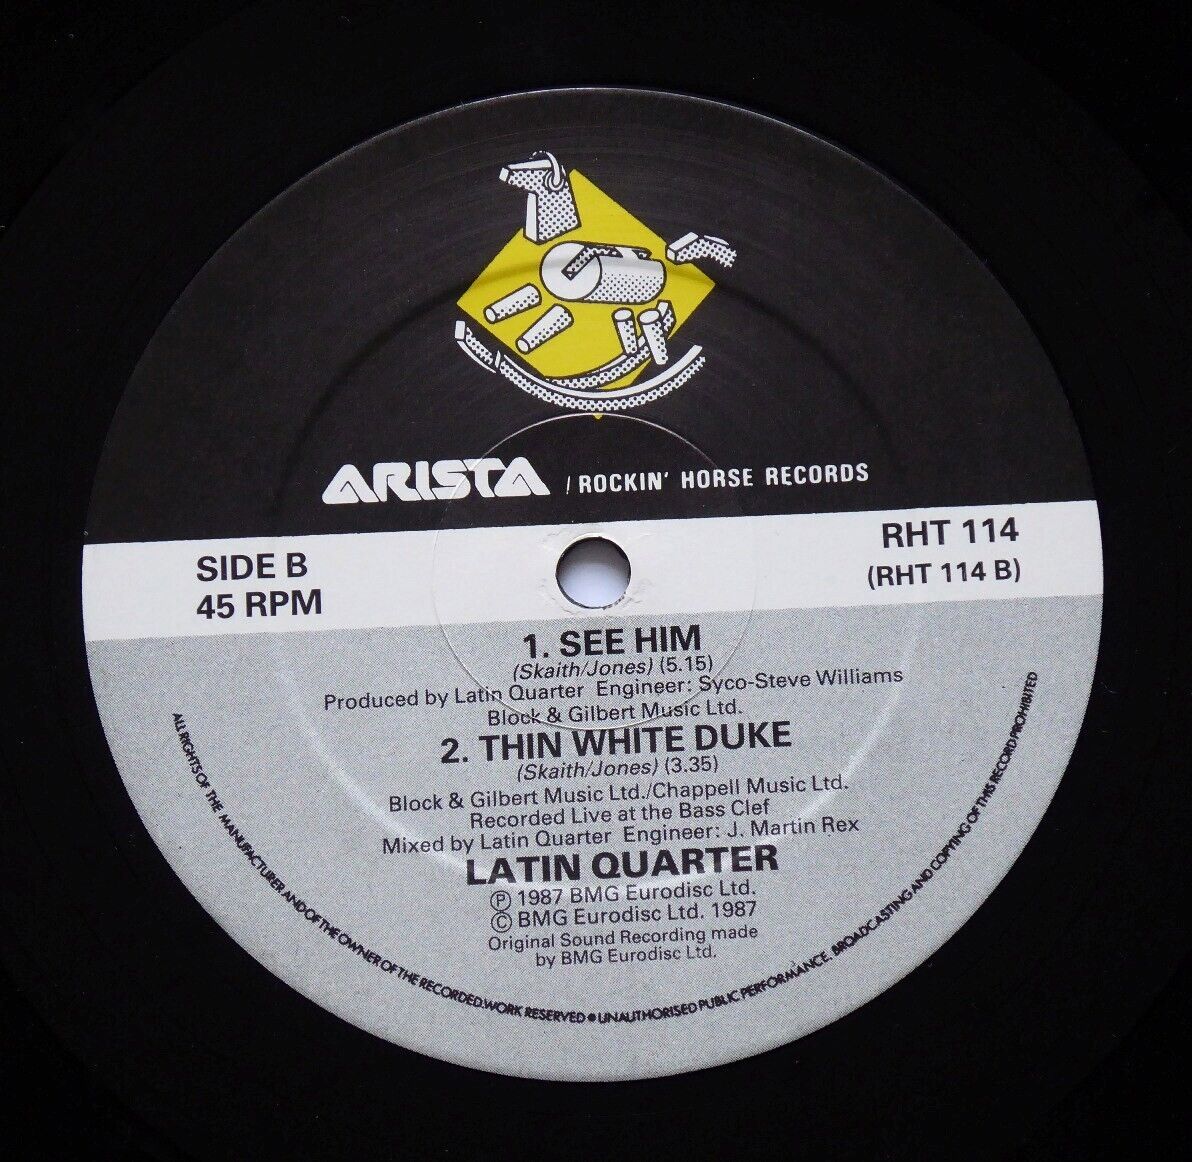 ARISTA / ROCKIN' HORSE RECORDS
SIDE B
45 RPM
RHT 114
(RHT 114 B)
1. SEE HIM
(Skaith/Jones) (5.15)
Produced by Latin Quarter Engineer: Syco-Steve Williams
Block & Gilbert Music Ltd.
2. THIN WHITE DUKE
(Skaith/Jones) (3.35)
Block & Gilbert Music Ltd./Chappell Music Ltd.
Recorded Live at the Bass Clef
Mixed by Latin Quarter Engineer: J. Martin Rex
LATIN QUARTER
℗ 1987 BMG Eurodisc Ltd.
© BMG Eurodisc Ltd. 1987
Original Sound Recording made
by BMG Eurodisc Ltd.
ALL RIGHTS OF THE MANUFACTURER AND OF THE OWNER OF THE RECORDED WORK RESERVED ● UNAUTHORISED PUBLIC PERFORMANCE, BROADCASTING AND COPYING OF THIS RECORD PROHIBITED